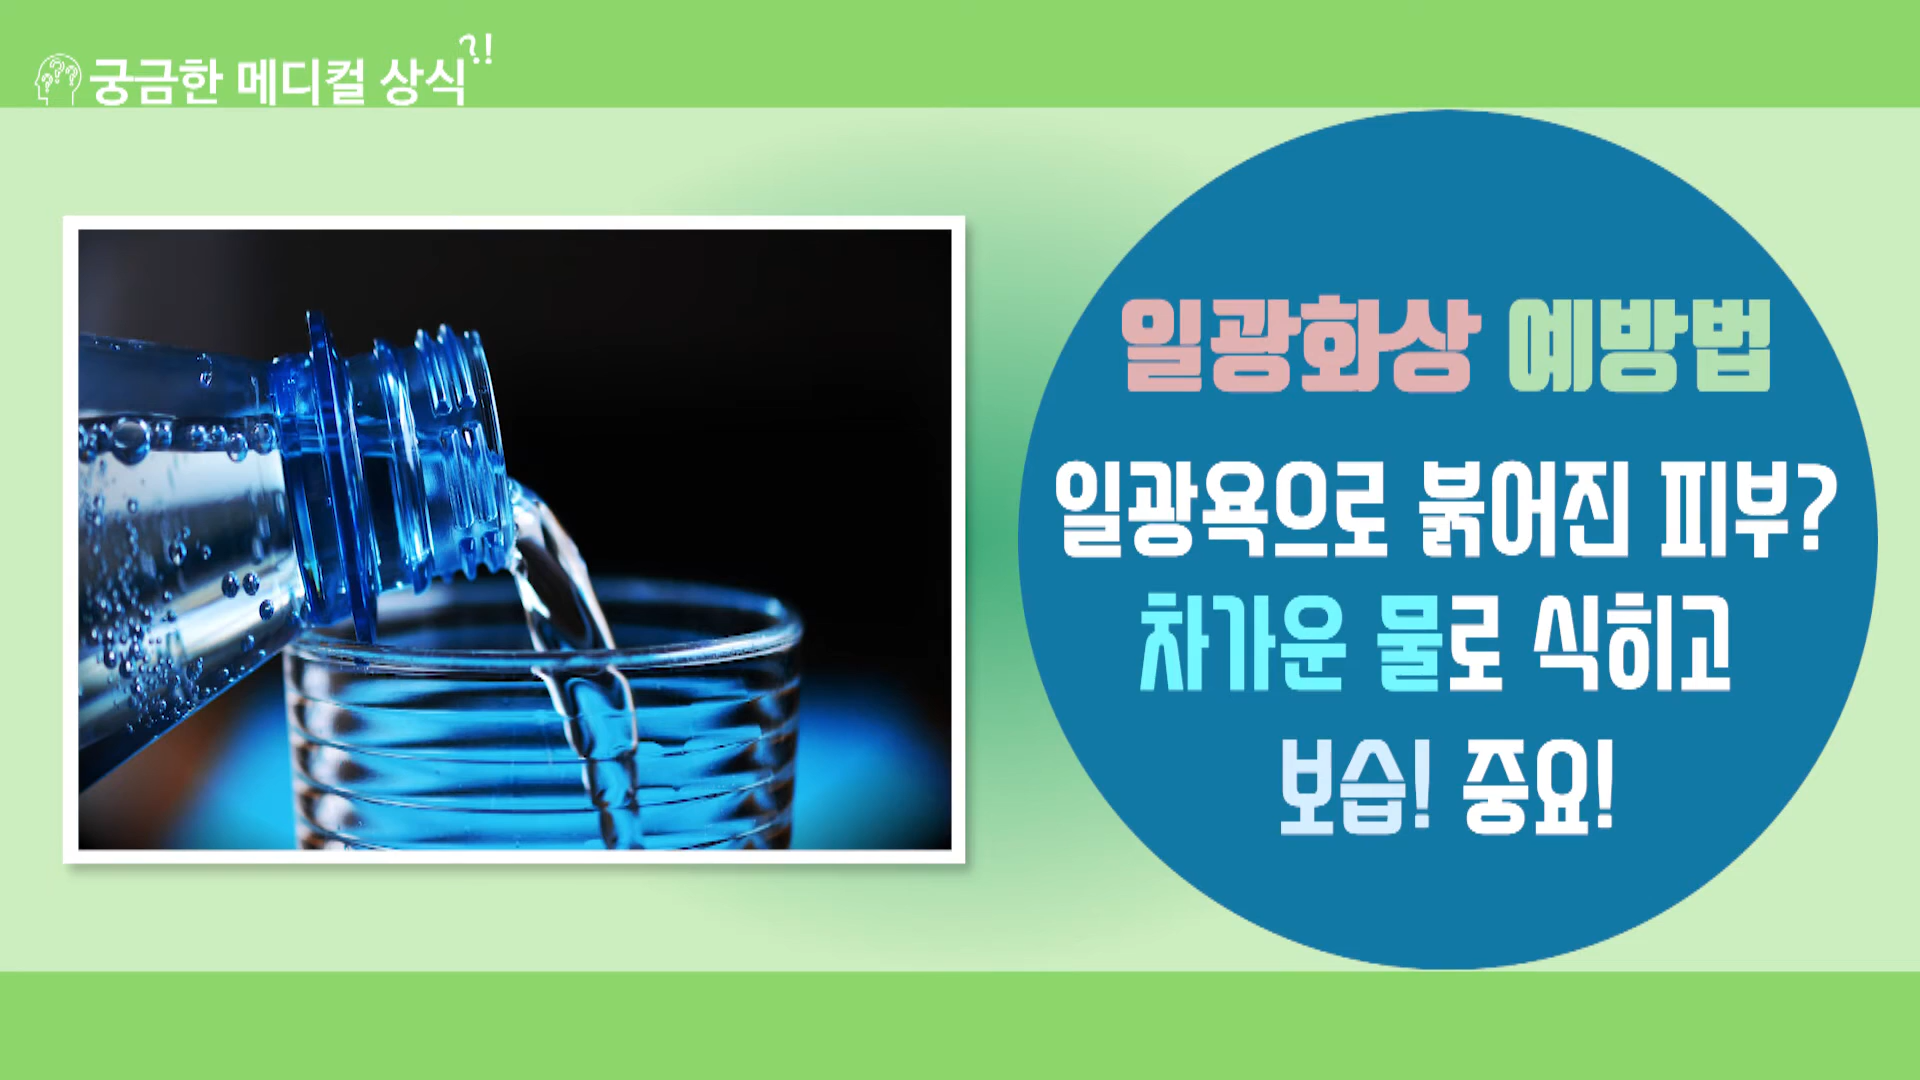 궁금한 메디컬 상식?!
일광화상 예방법
일광욕으로 붉어진 피부?
차가운 물로 식히고
보습! 중요!